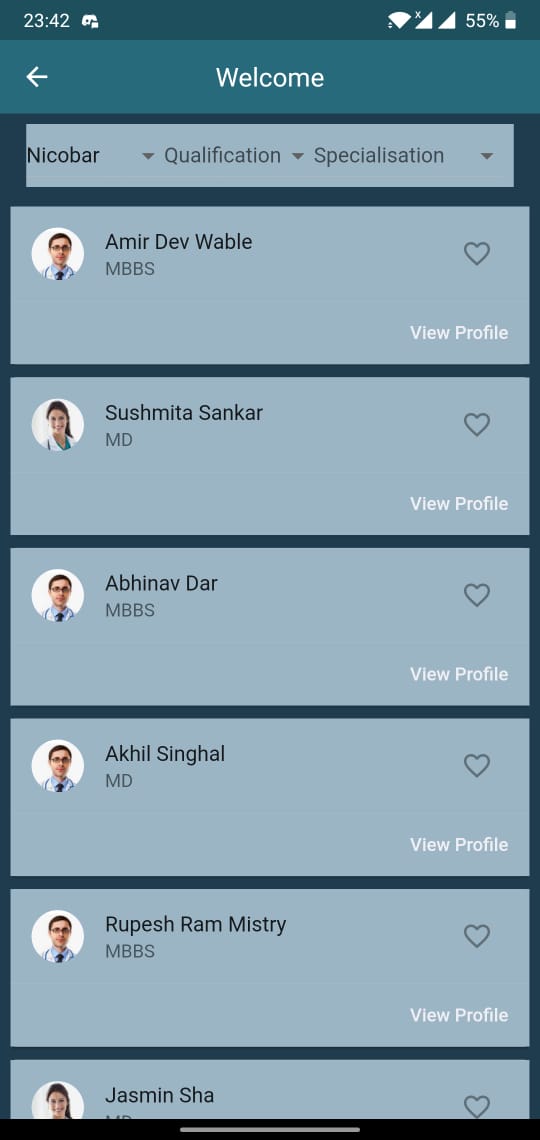 23:42 x 55%
Welcome
Nicobar Qualification Specialisation
Amir Dev Wable
MBBS
View Profile
Sushmita Sankar
MD
View Profile
Abhinav Dar
MBBS
View Profile
Akhil Singhal
MD
View Profile
Rupesh Ram Mistry
MBBS
View Profile
Jasmin Sha